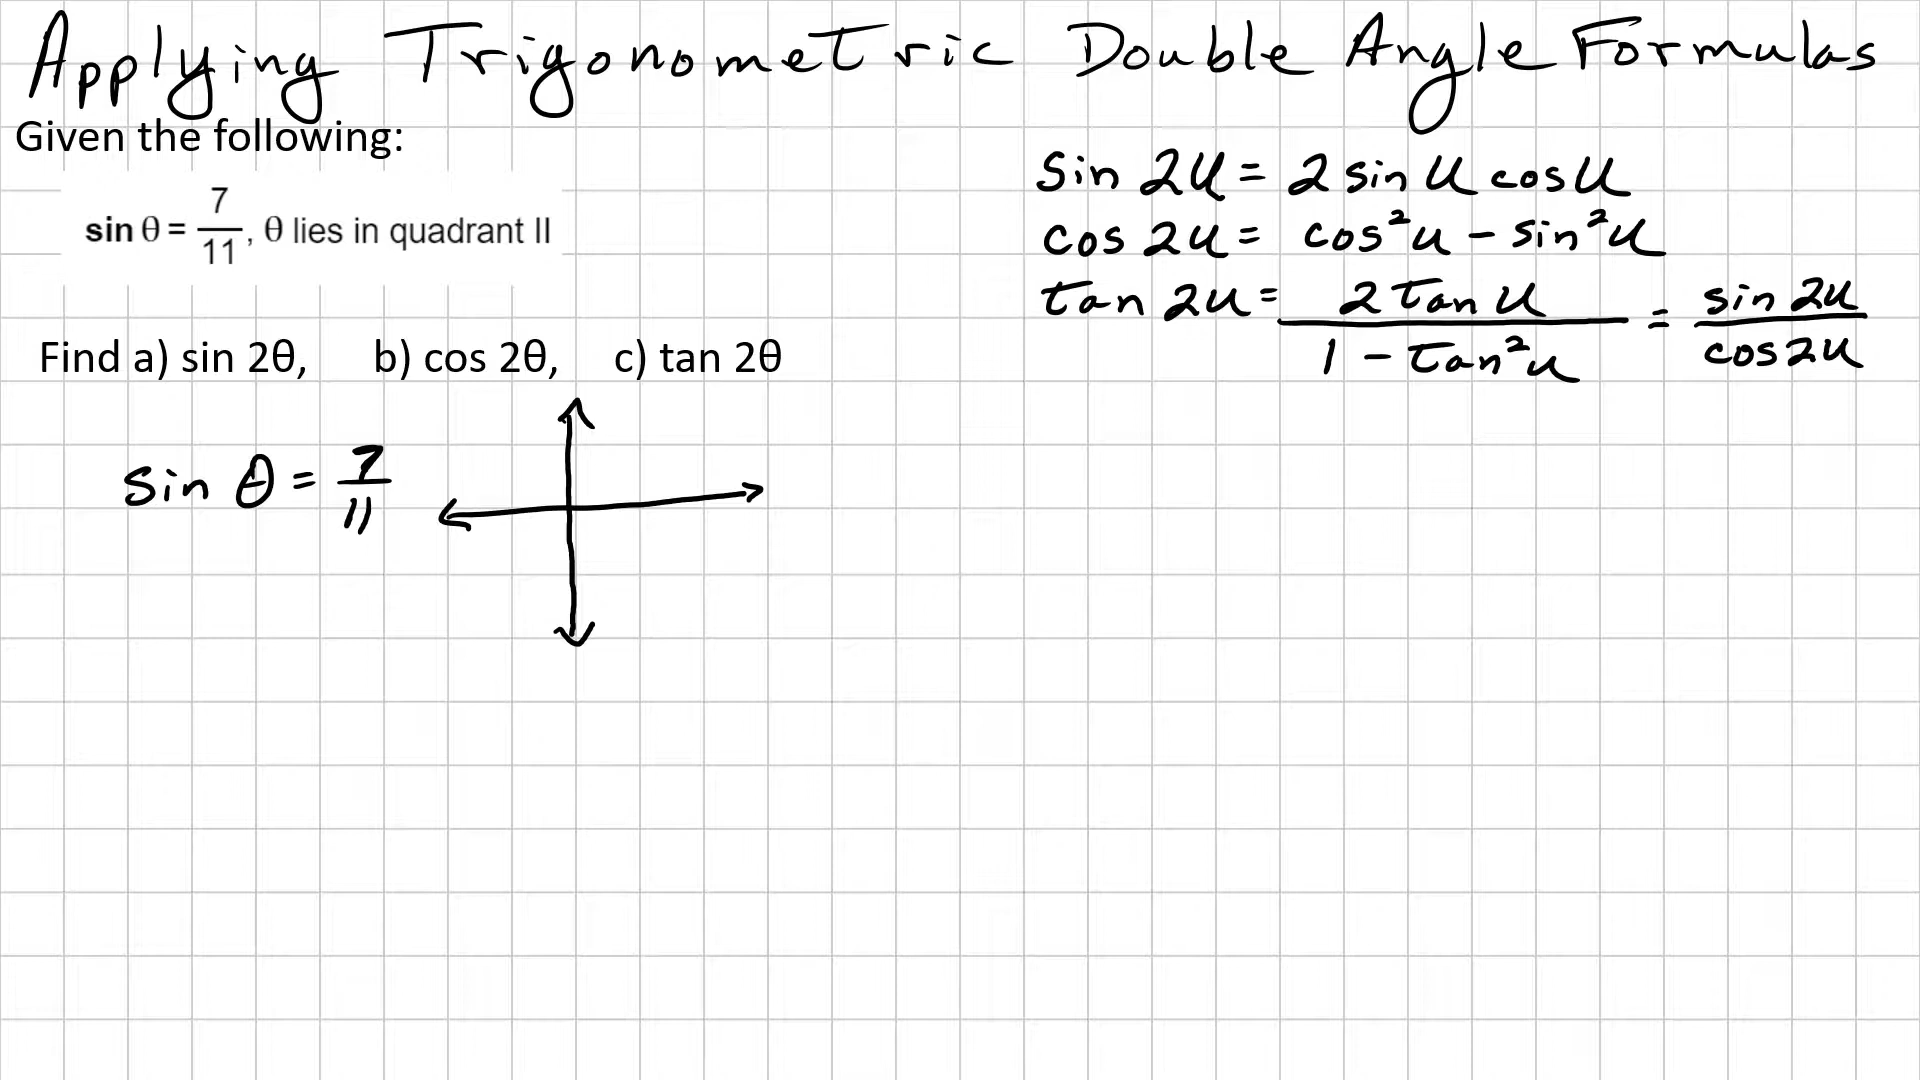 Applying Trigonometric Double Angle Formulas
Given the following:
sin θ = 7/11, θ lies in quadrant II
Find a) sin 2θ, b) cos 2θ, c) tan 2θ
sin 2u = 2 sin u cos u
cos 2u = cos²u - sin²u
tan 2u = 2 tan u / 1 - tan²u = sin 2u / cos 2u
sin θ = 7/11